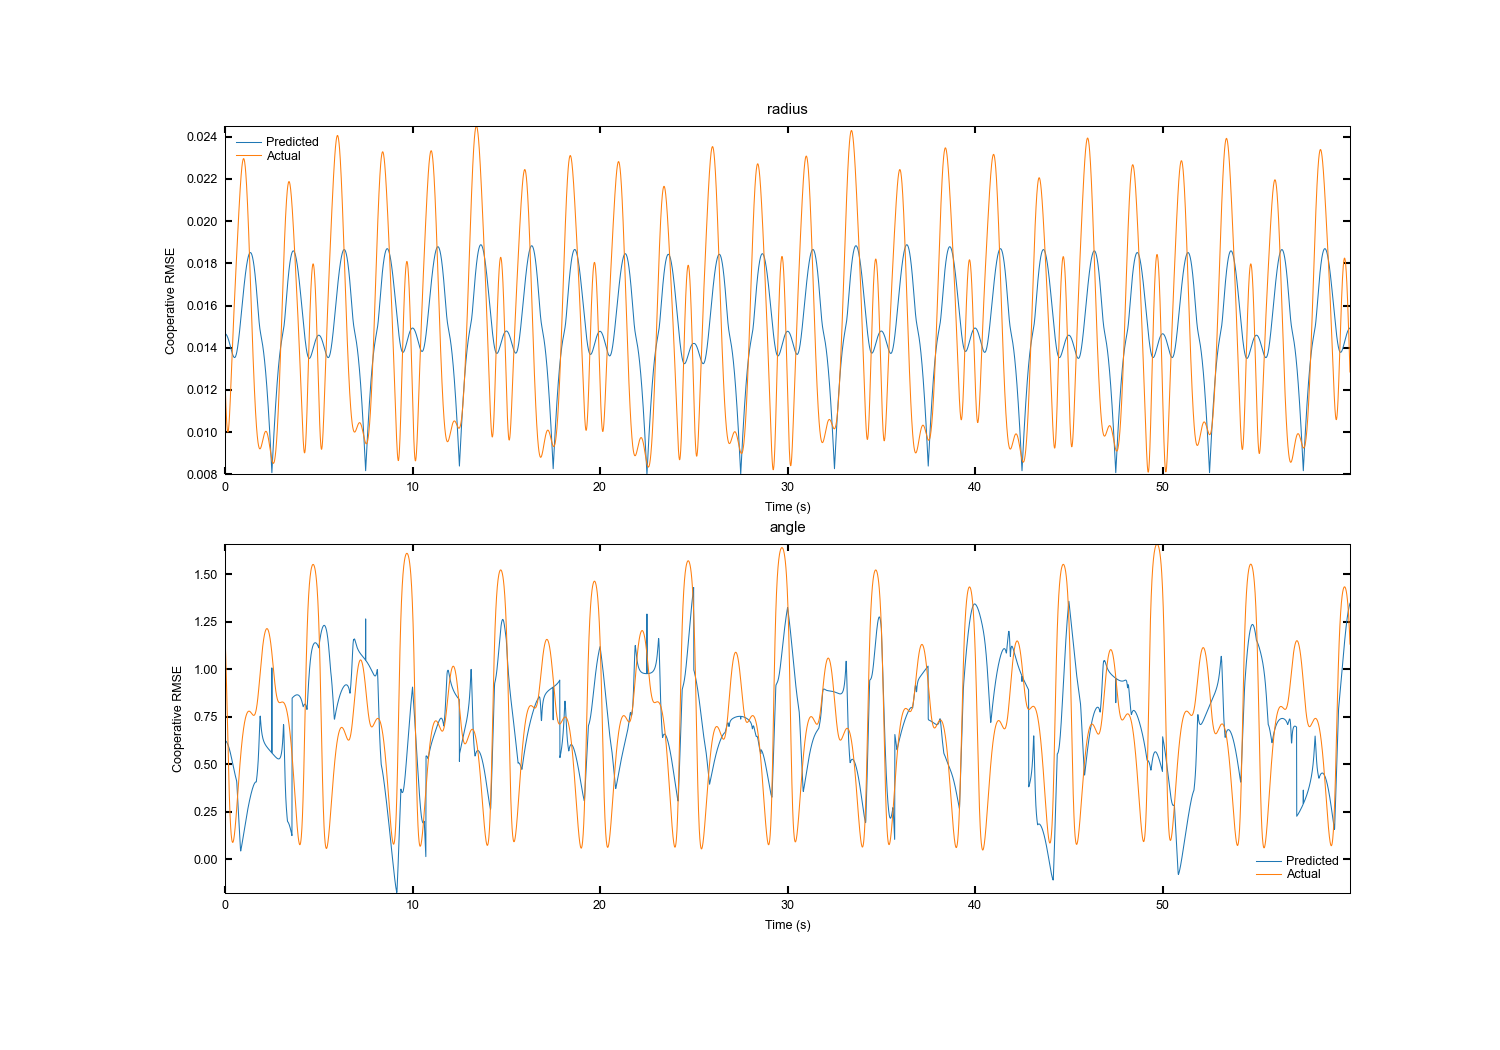 radius
Cooperative RMSE
0.024
0.022
0.020
0.018
0.016
0.014
0.012
0.010
0.008
Predicted
Actual
0 10 20 30 40 50
Time (s)
angle
Cooperative RMSE
1.50
1.25
1.00
0.75
0.50
0.25
0.00
Predicted
Actual
0 10 20 30 40 50
Time (s)